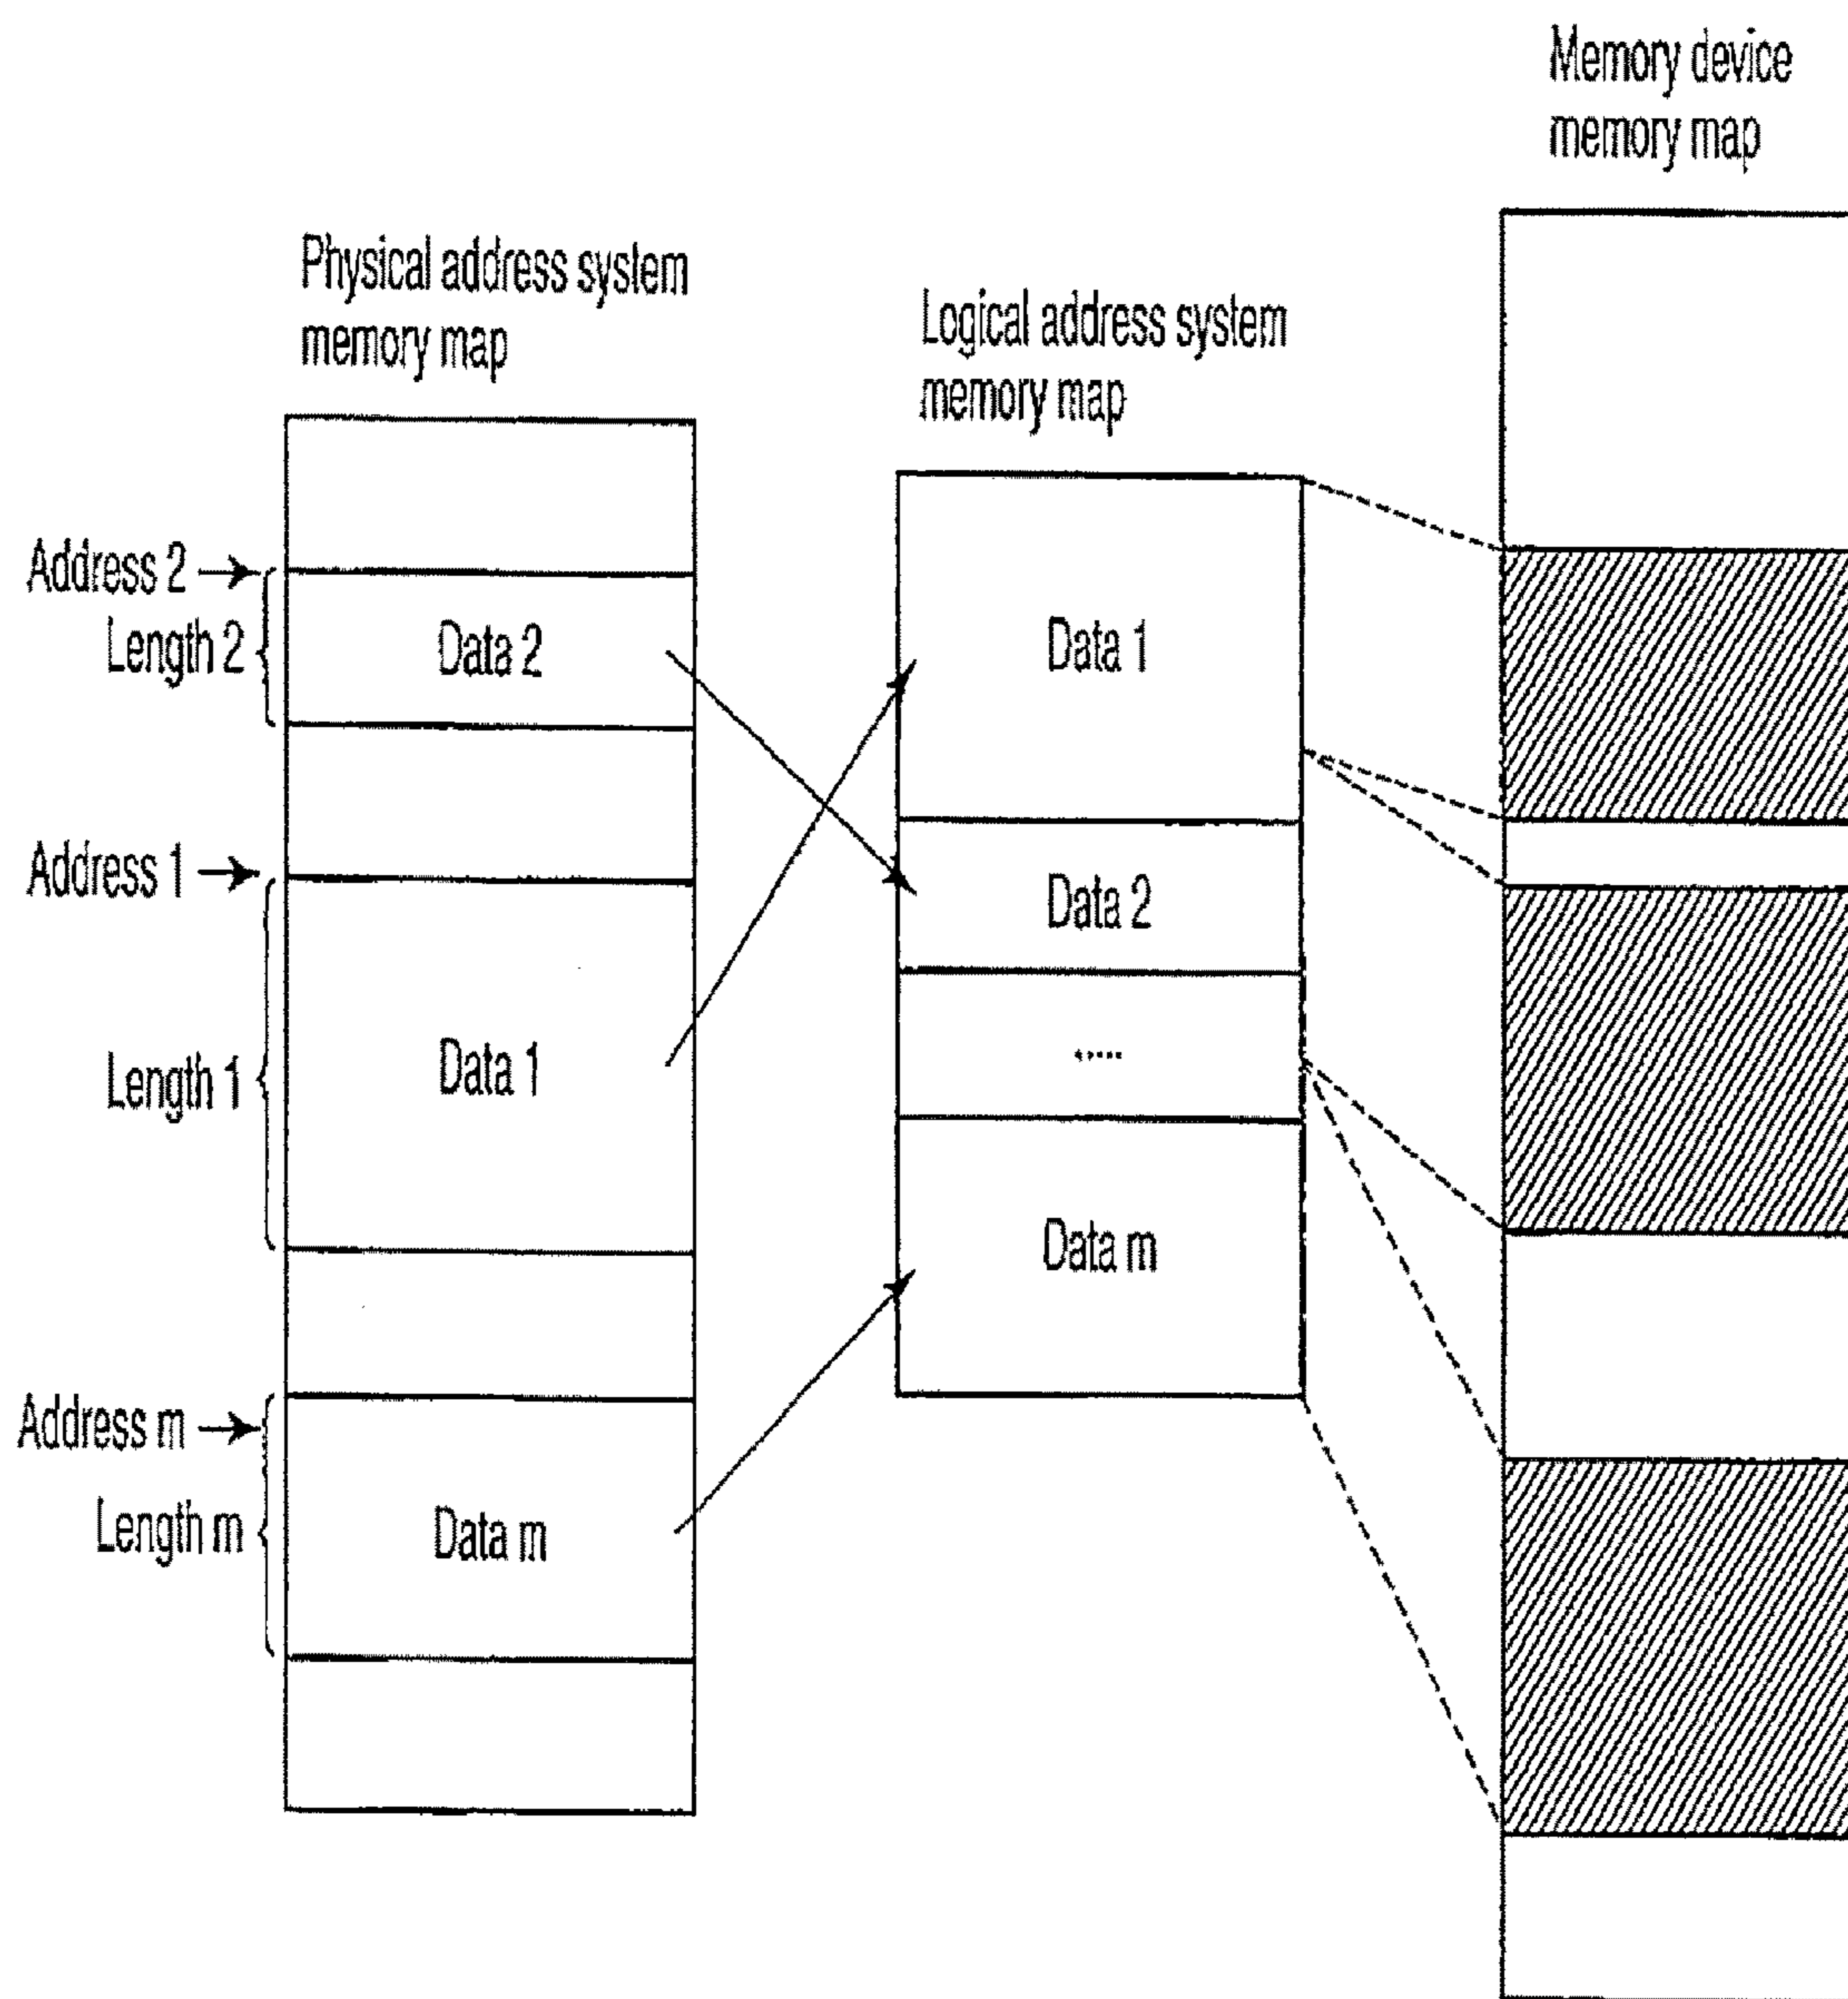 Memory device
memory map
Physical address system
memory map
Logical address system
memory map
Address 2
Length 2
Data 2
Address 1
Length 1
Data 1
Address m
Length m
Data m
Data 1
Data 2
.....
Data m